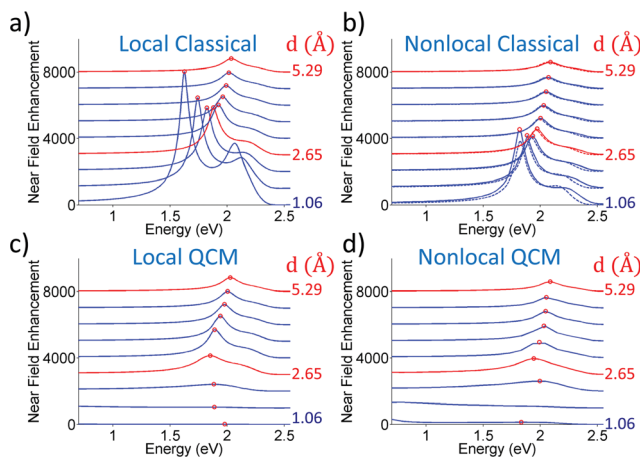 a)
Local Classical
d (Å)
Near Field Enhancement
8000
4000
0
5.29
2.65
1.06
1
1.5
2
2.5
Energy (eV)
b)
Nonlocal Classical
d (Å)
Near Field Enhancement
8000
4000
0
5.29
2.65
1.06
1
1.5
2
2.5
Energy (eV)
c)
Local QCM
d (Å)
Near Field Enhancement
8000
4000
0
5.29
2.65
1.06
1
1.5
2
2.5
Energy (eV)
d)
Nonlocal QCM
d (Å)
Near Field Enhancement
8000
4000
0
5.29
2.65
1.06
1
1.5
2
2.5
Energy (eV)